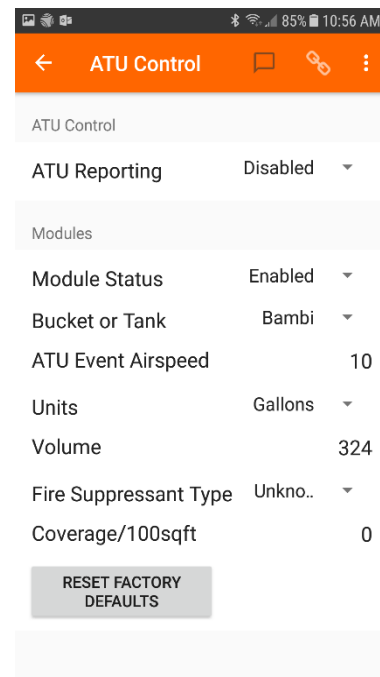 85% 10:56 AM
ATU Control
ATU Control
ATU Reporting Disabled
Modules
Module Status Enabled
Bucket or Tank Bambi
ATU Event Airspeed 10
Units Gallons
Volume 324
Fire Suppressant Type Unkno..
Coverage/100sqft 0
RESET FACTORY
DEFAULTS